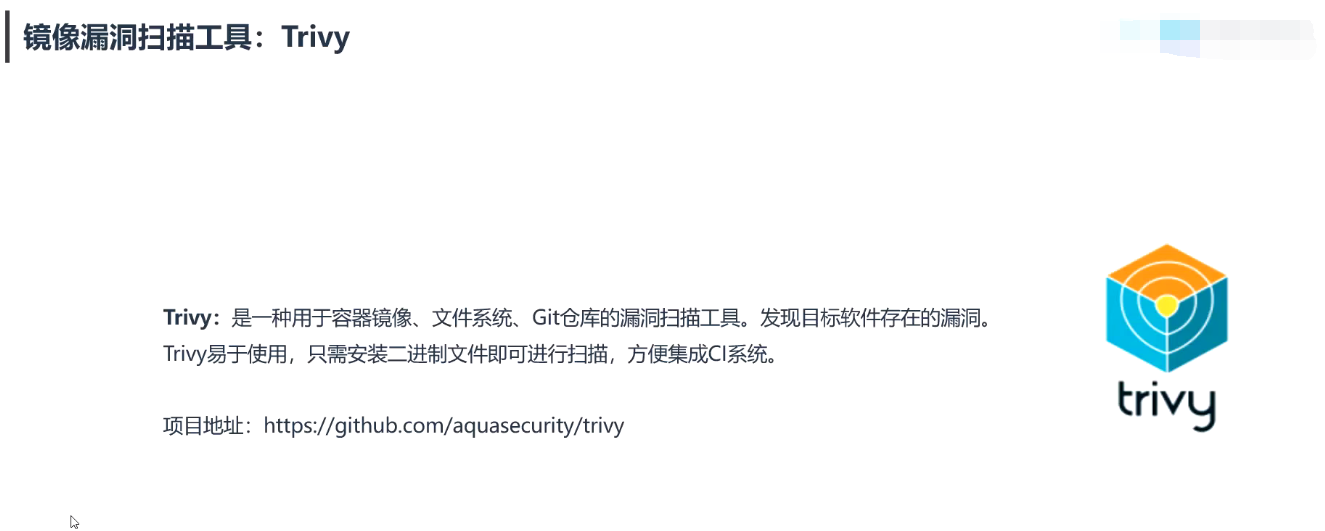 镜像漏洞扫描工具：Trivy
Trivy：是一种用于容器镜像、文件系统、Git仓库的漏洞扫描工具。发现目标软件存在的漏洞。
Trivy易于使用，只需安装二进制文件即可进行扫描，方便集成CI系统。
项目地址：https://github.com/aquasecurity/trivy
trivy